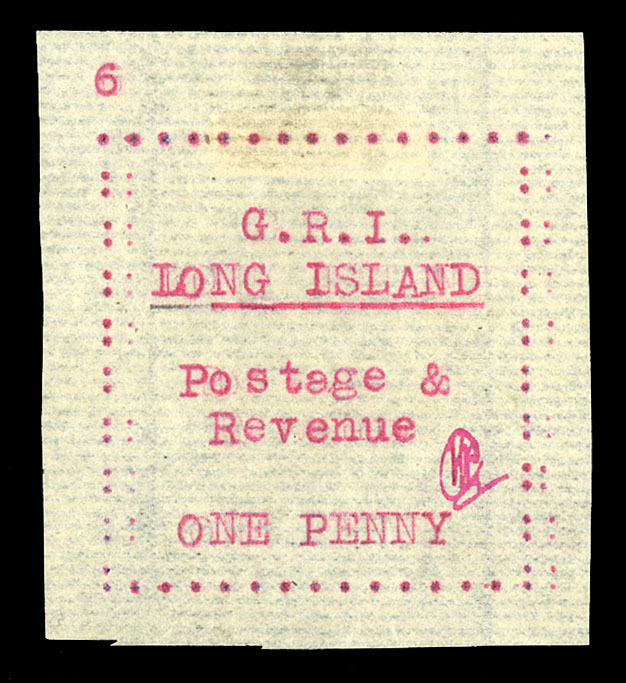 6
G.R.I..
LONG ISLAND
Postage &
Revenue
ONE PENNY